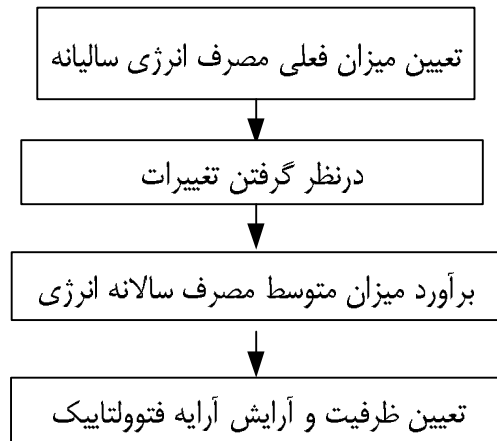 تعیین میزان فعلی مصرف انرژی سالیانه
درنظر گرفتن تغییرات
برآورد میزان متوسط مصرف سالانه انرژی
تعیین ظرفیت و آرایش آرایه فتوولتاییک